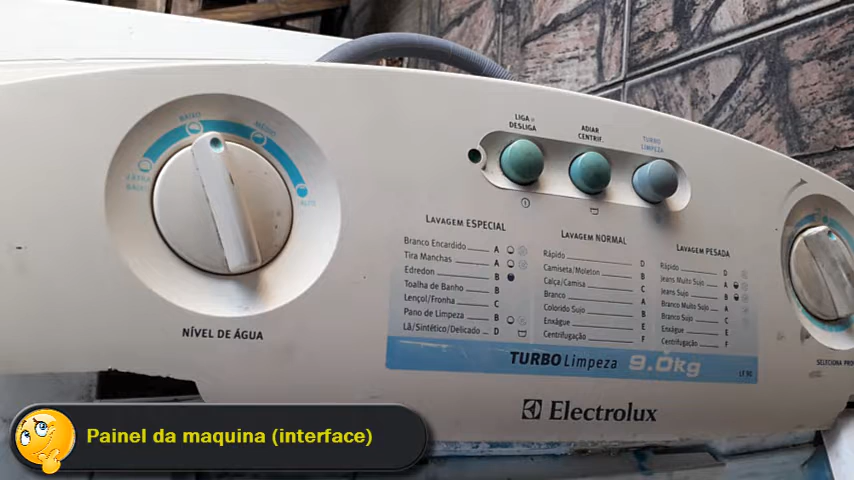 BAIXO
MÉDIO
EXTRA
BAIXO
ALTO
NÍVEL DE ÁGUA
LIGA
DESLIGA
ADIAR
CENTRIF.
TURBO
LIMPEZA
LAVAGEM ESPECIAL
Branco Encardido A
Tira Manchas A
Edredon B
Toalha de Banho B
Lençol/Fronha C
Pano de Limpeza B
Lã/Sintético/Delicado D
LAVAGEM NORMAL
Rápido D
Camiseta/Moleton B
Calça/Camisa C
Branco A
Colorido Sujo B
Enxágue E
Centrifugação F
LAVAGEM PESADA
Rápido D
Jeans Muito Sujo A
Jeans Sujo B
Branco Muito Sujo A
Branco Sujo C
Enxágue E
Centrifugação F
TURBO Limpeza 9.0kg
Electrolux
SELECIONA
Painel da maquina (interface)